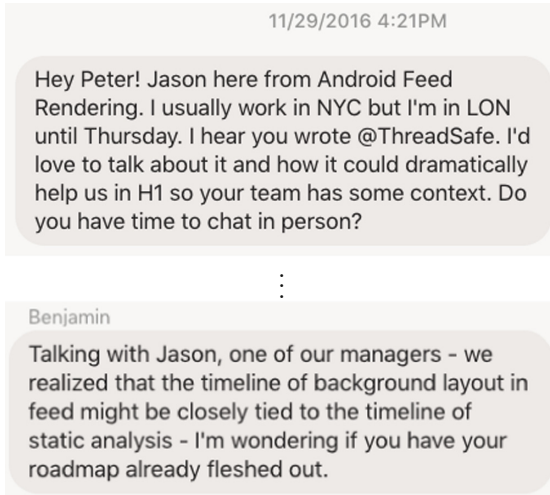 11/29/2016 4:21PM
Hey Peter! Jason here from Android Feed
Rendering. I usually work in NYC but I'm in LON
until Thursday. I hear you wrote @ThreadSafe. I'd
love to talk about it and how it could dramatically
help us in H1 so your team has some context. Do
you have time to chat in person?
⋮
Benjamin
Talking with Jason, one of our managers - we
realized that the timeline of background layout in
feed might be closely tied to the timeline of
static analysis - I'm wondering if you have your
roadmap already fleshed out.